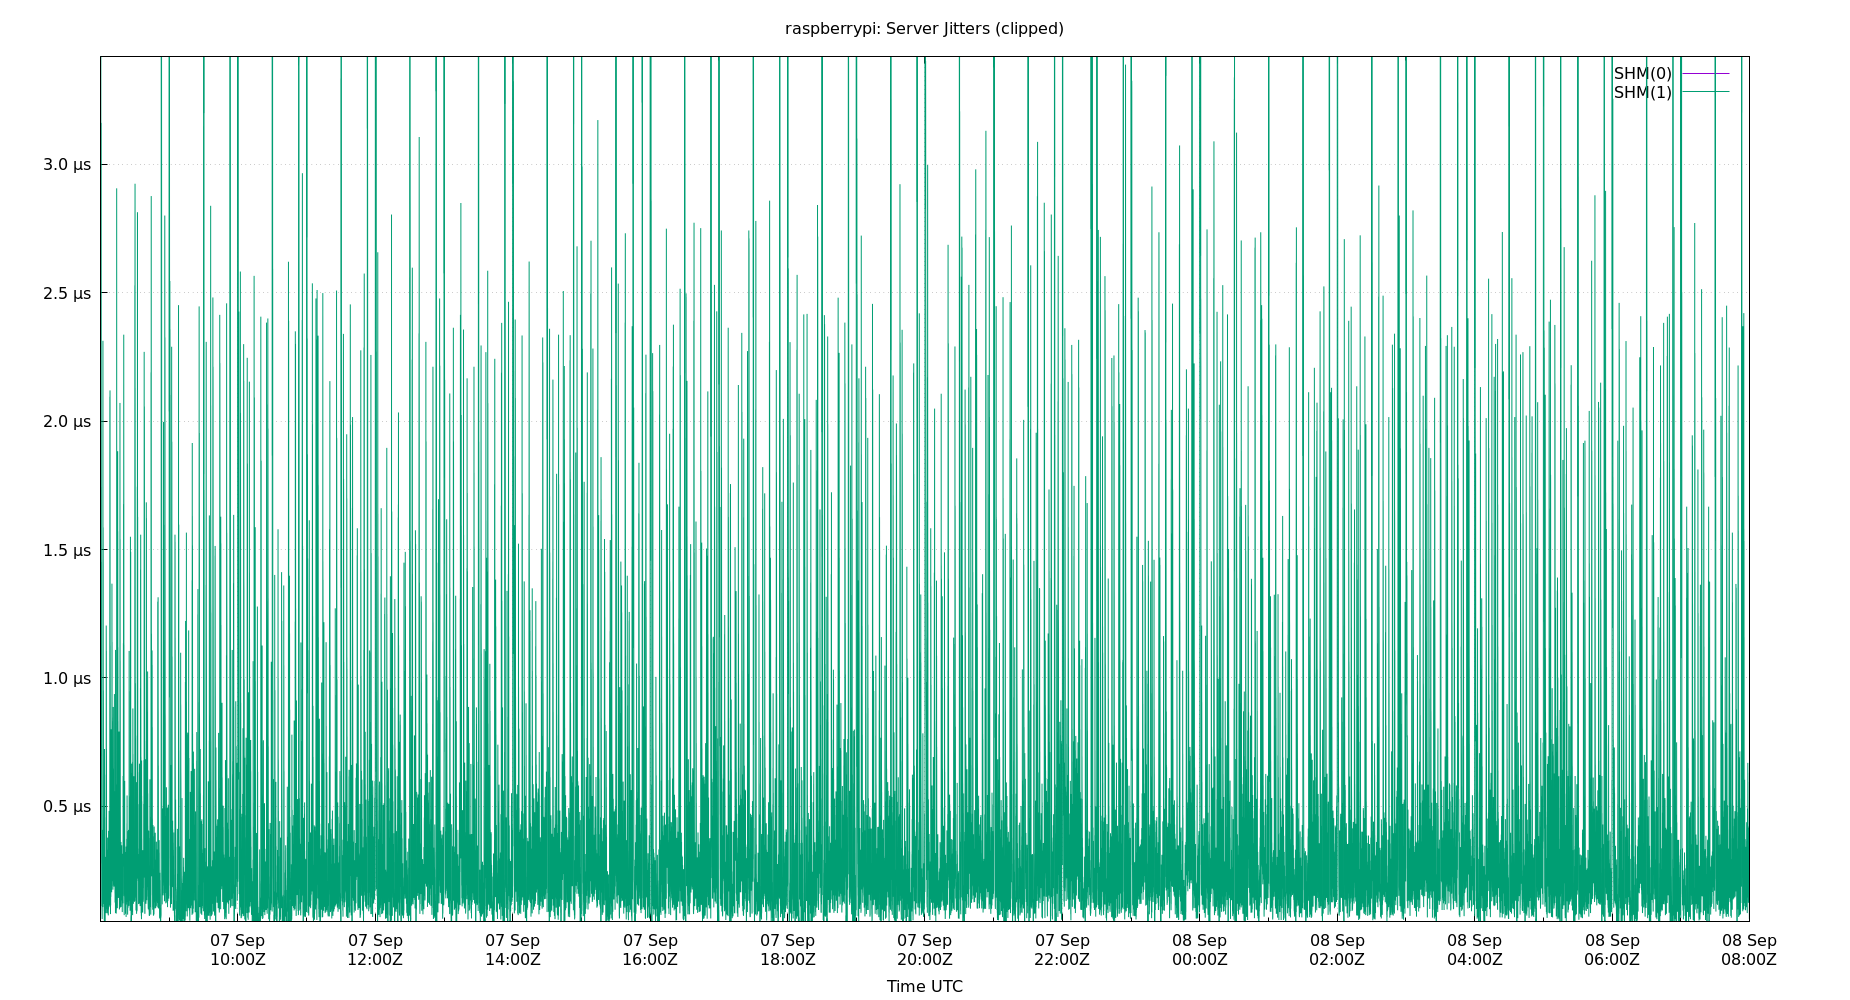 raspberrypi: Server Jitters (clipped)
SHM(0)
SHM(1)
3.0 µs
2.5 µs
2.0 µs
1.5 µs
1.0 µs
0.5 µs
07 Sep 07 Sep 07 Sep 07 Sep 07 Sep 07 Sep 07 Sep 08 Sep 08 Sep 08 Sep 08 Sep 08 Sep
10:00Z 12:00Z 14:00Z 16:00Z 18:00Z 20:00Z 22:00Z 00:00Z 02:00Z 04:00Z 06:00Z 08:00Z
Time UTC